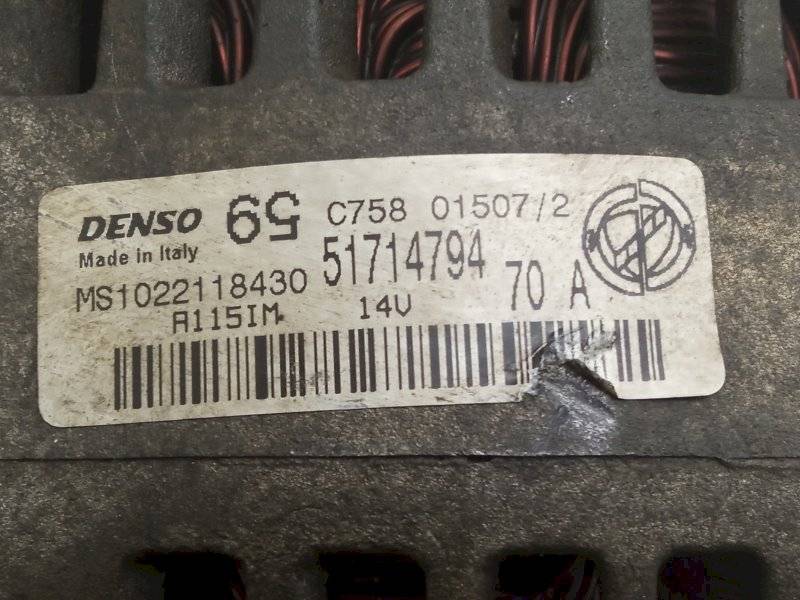 DENSO 59 C758 01507/2
Made in Italy 51714794
MS1022118430 70 A
A115IM 14V